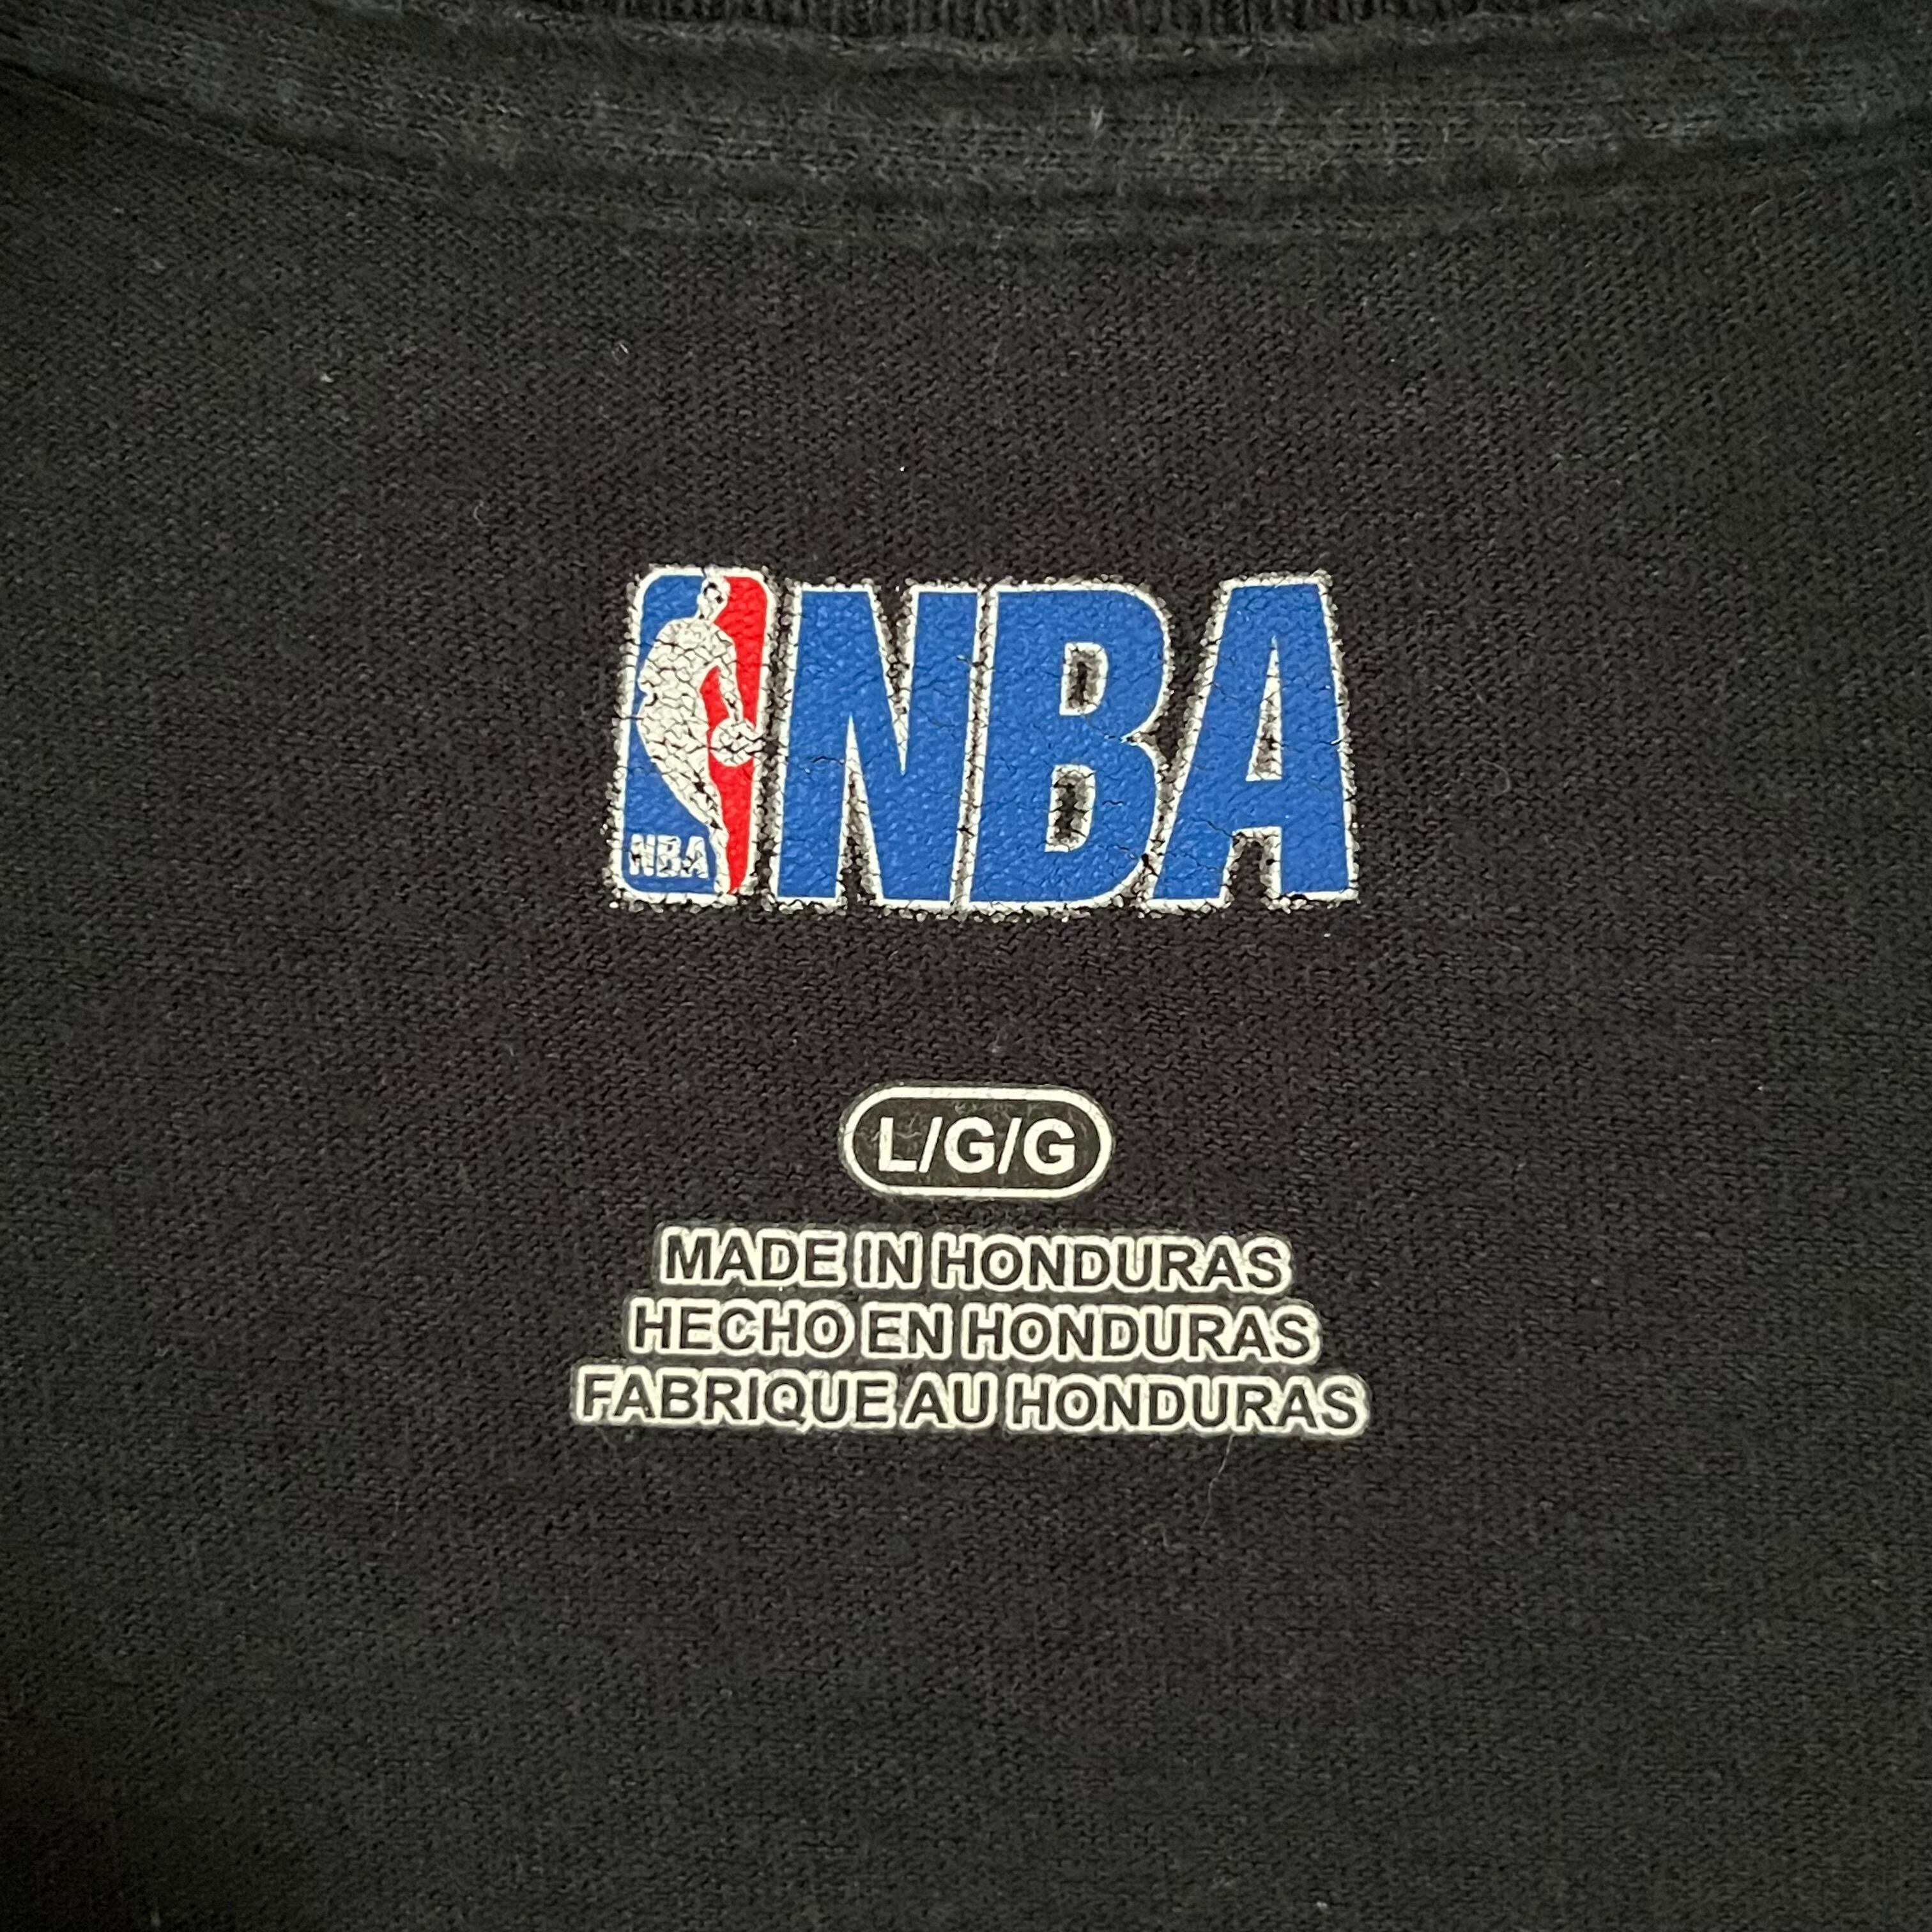 NBA
NBA
L/G/G
MADE IN HONDURAS
HECHO EN HONDURAS
FABRIQUE AU HONDURAS